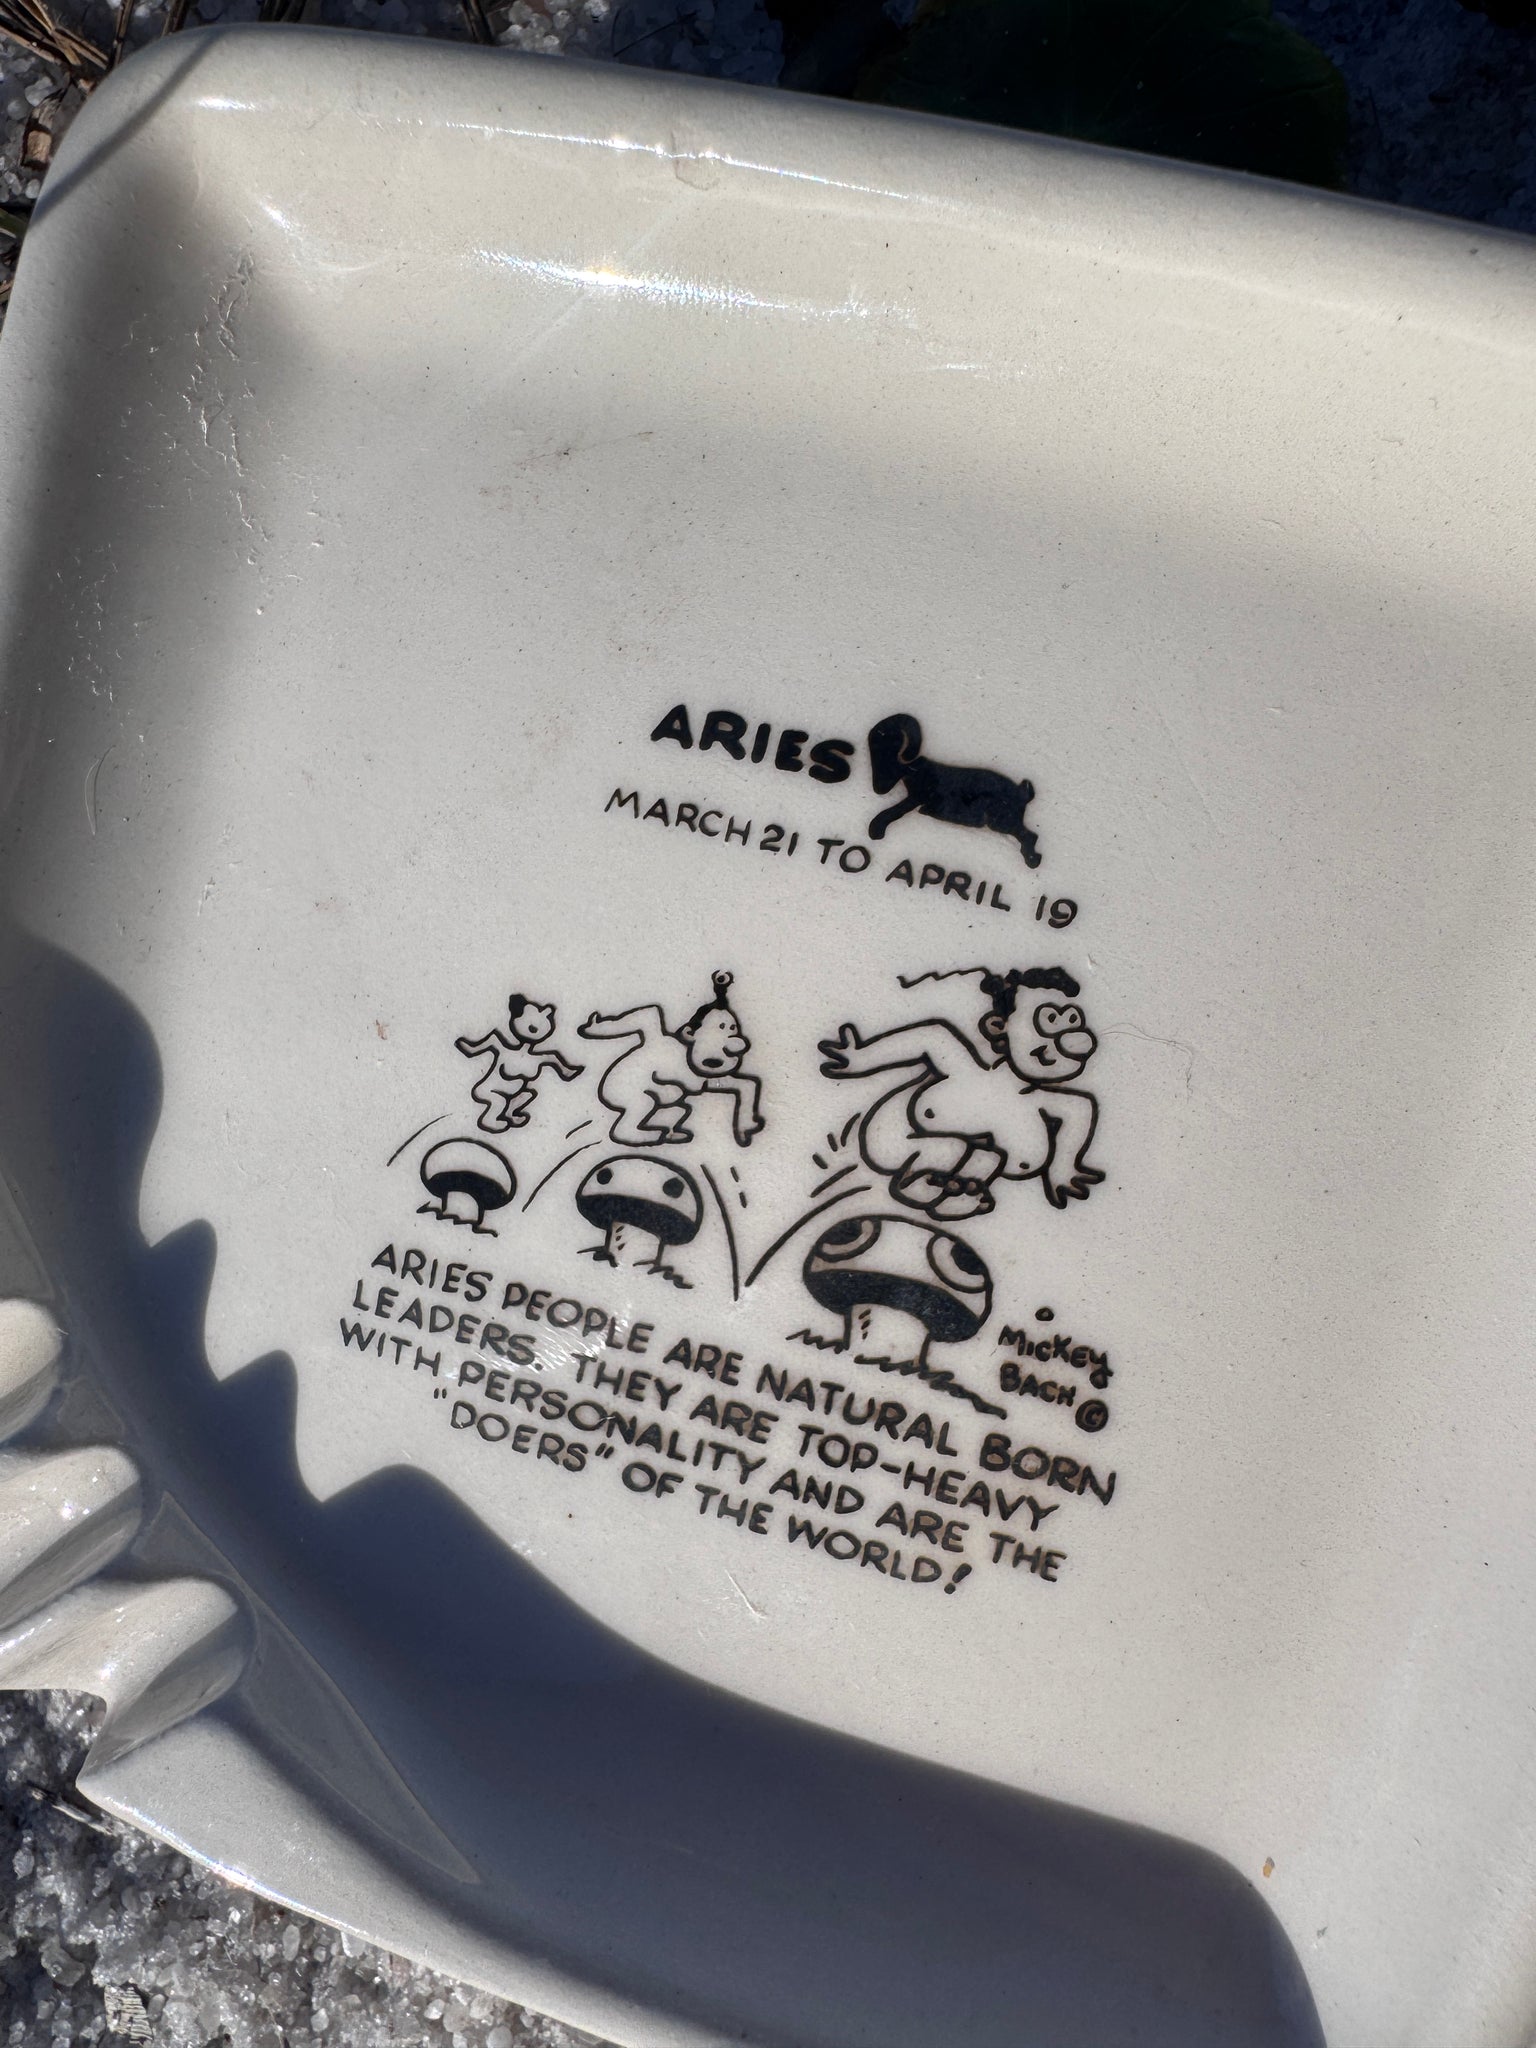 ARIES
MARCH 21 TO APRIL 19
MICKEY
BACH ©
ARIES PEOPLE ARE NATURAL BORN
LEADERS. THEY ARE TOP-HEAVY
WITH PERSONALITY AND ARE THE
"DOERS" OF THE WORLD!